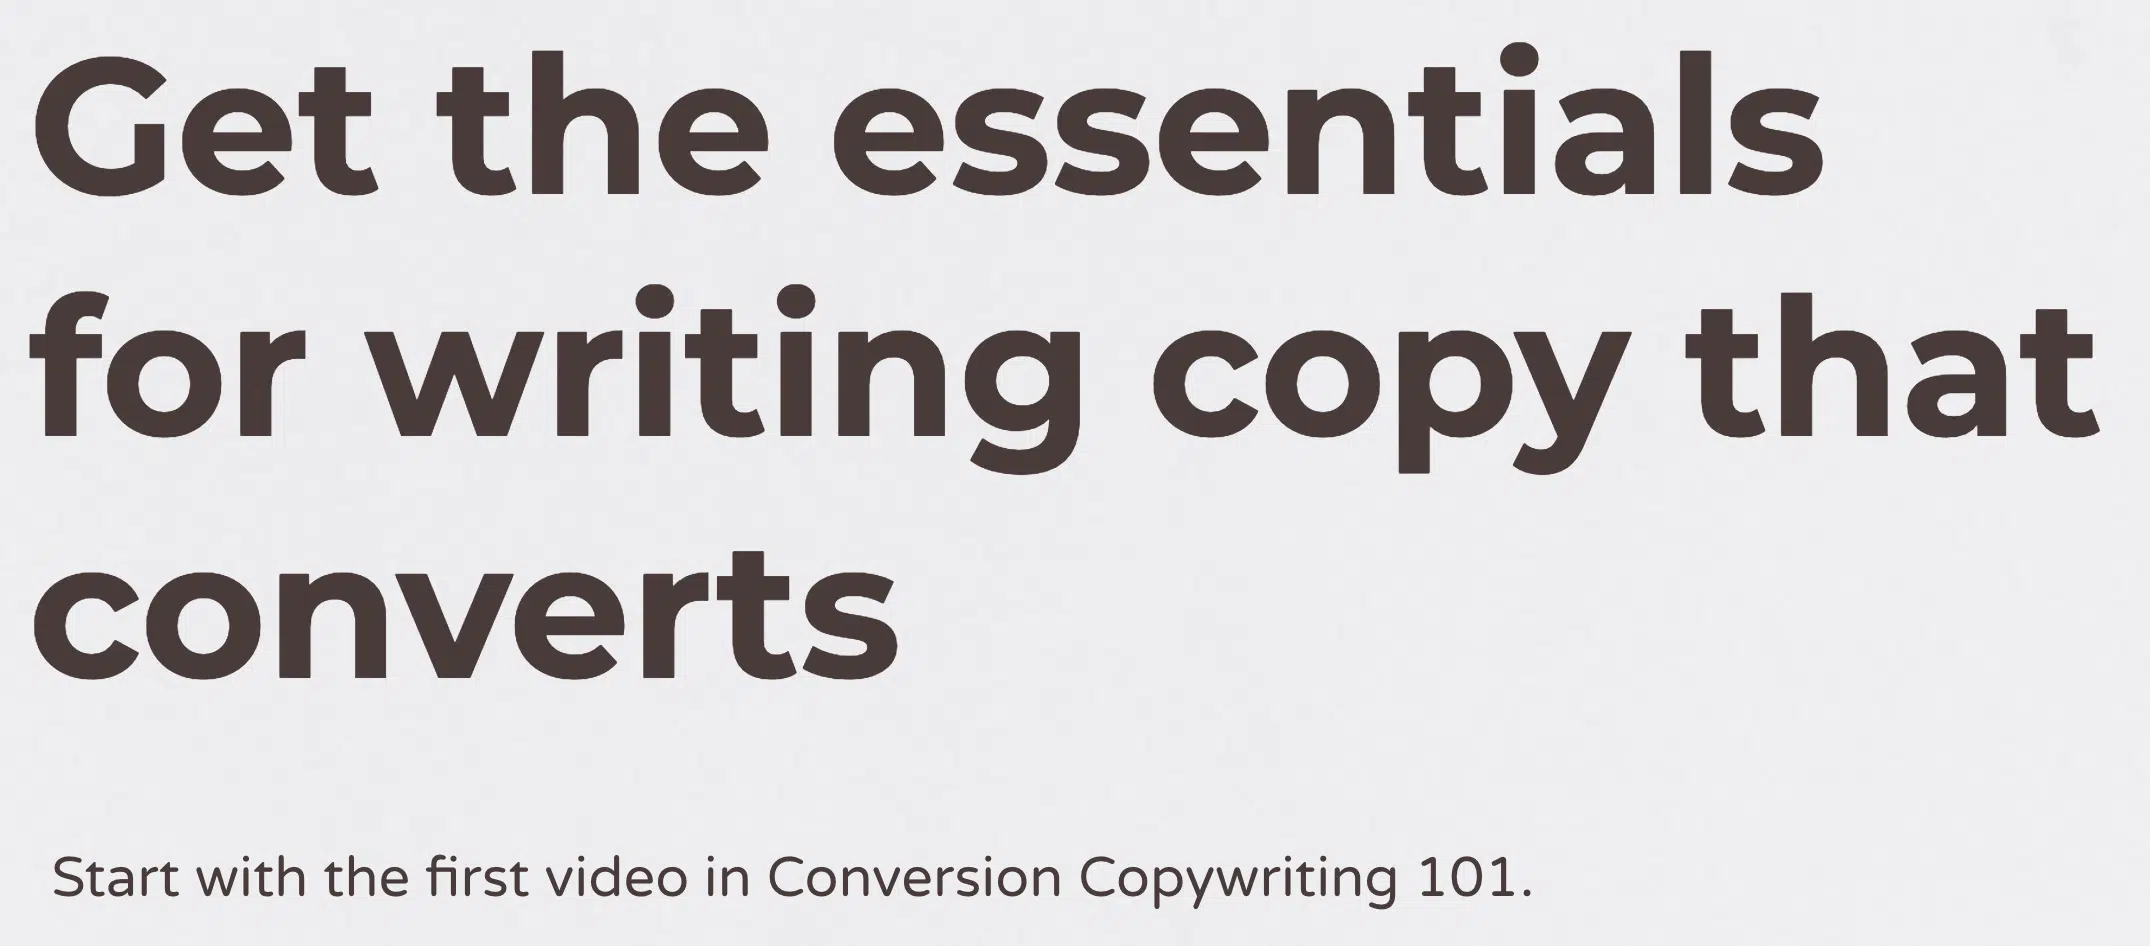 Get the essentials
for writing copy that
converts
Start with the first video in Conversion Copywriting 101.